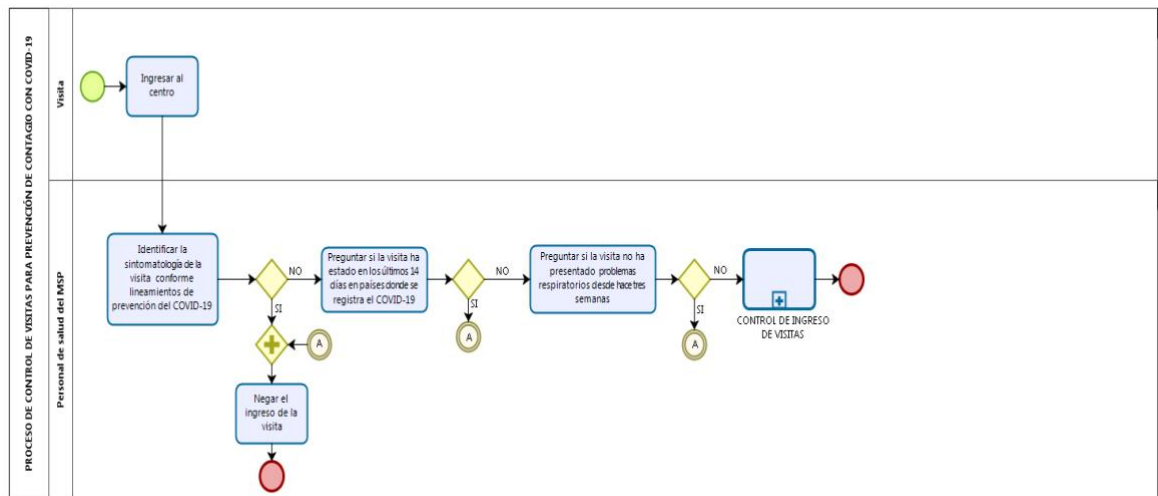 PROCESO DE CONTROL DE VISITAS PARA PREVENCIÓN DE CONTAGIO CON COVID-19
Visita
Ingresar al
centro
Personal de salud del MSP
Identificar la
sintomatología de la
visita conforme
lineamientos de
prevención del COVID-19
NO
SI
Preguntar si la visita ha
estado en los últimos 14
días en países donde se
registra el COVID-19
NO
SI
A
Preguntar si la visita no ha
presentado problemas
respiratorios desde hace tres
semanas
NO
SI
A
CONTROL DE INGRESO
DE VISITAS
A
Negar el
ingreso de la
visita